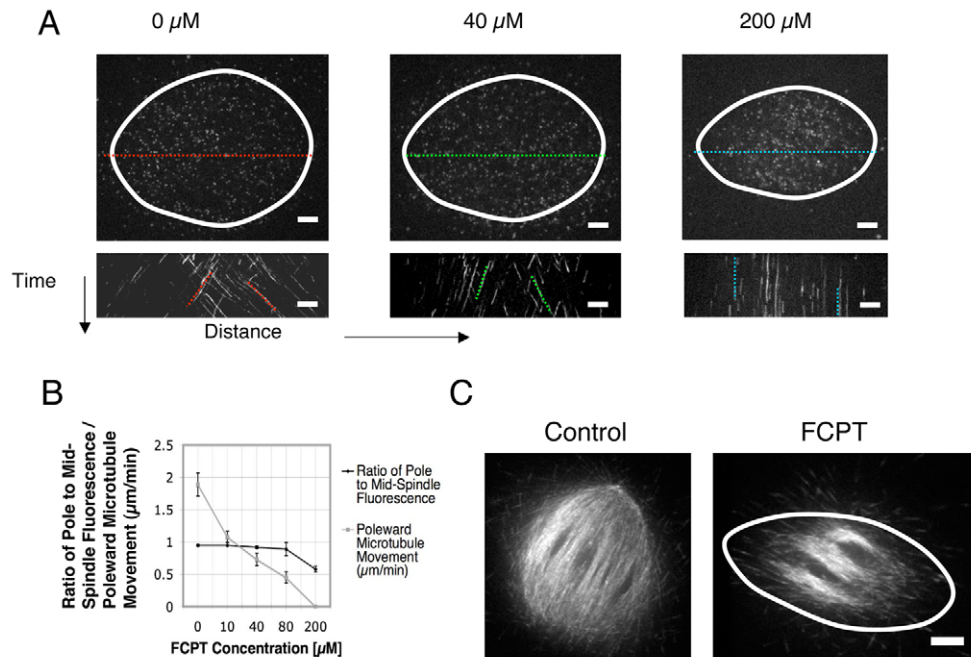 A
0 μM
40 μM
200 μM
Time
Distance
B
Ratio of Pole to Mid-
Spindle Fluorescence /
Poleward Microtubule
Movement (μm/min)
2.5
2
1.5
1
0.5
0
0 10 40 80 200
FCPT Concentration [μM]
Ratio of Pole
to Mid-Spindle
Fluorescence
Poleward
Microtubule
Movement
(μm/min)
C
Control
FCPT